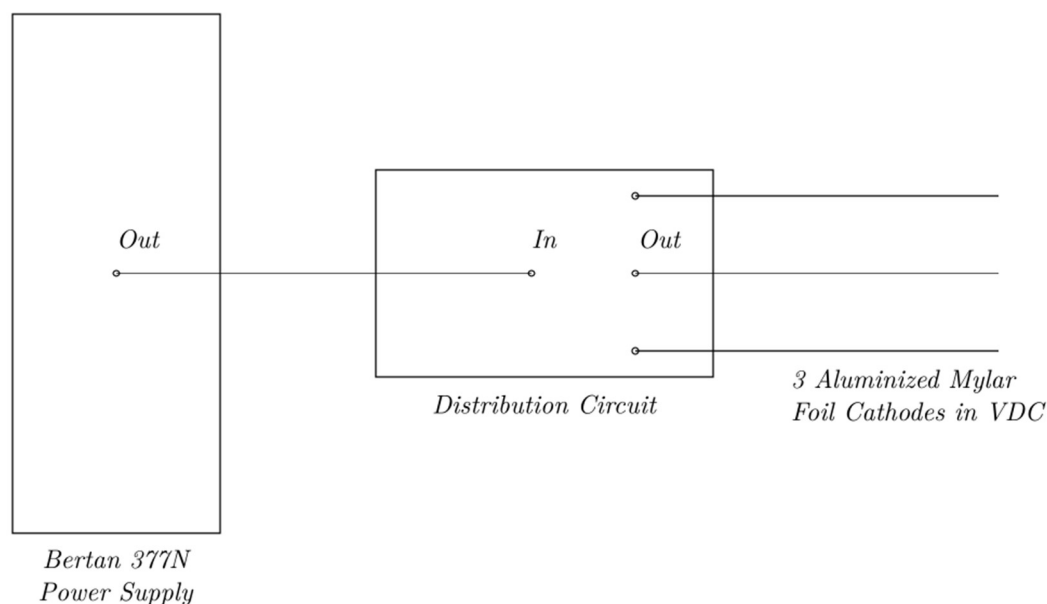 Out
In
Out
Distribution Circuit
3 Aluminized Mylar
Foil Cathodes in VDC
Bertan 377N
Power Supply